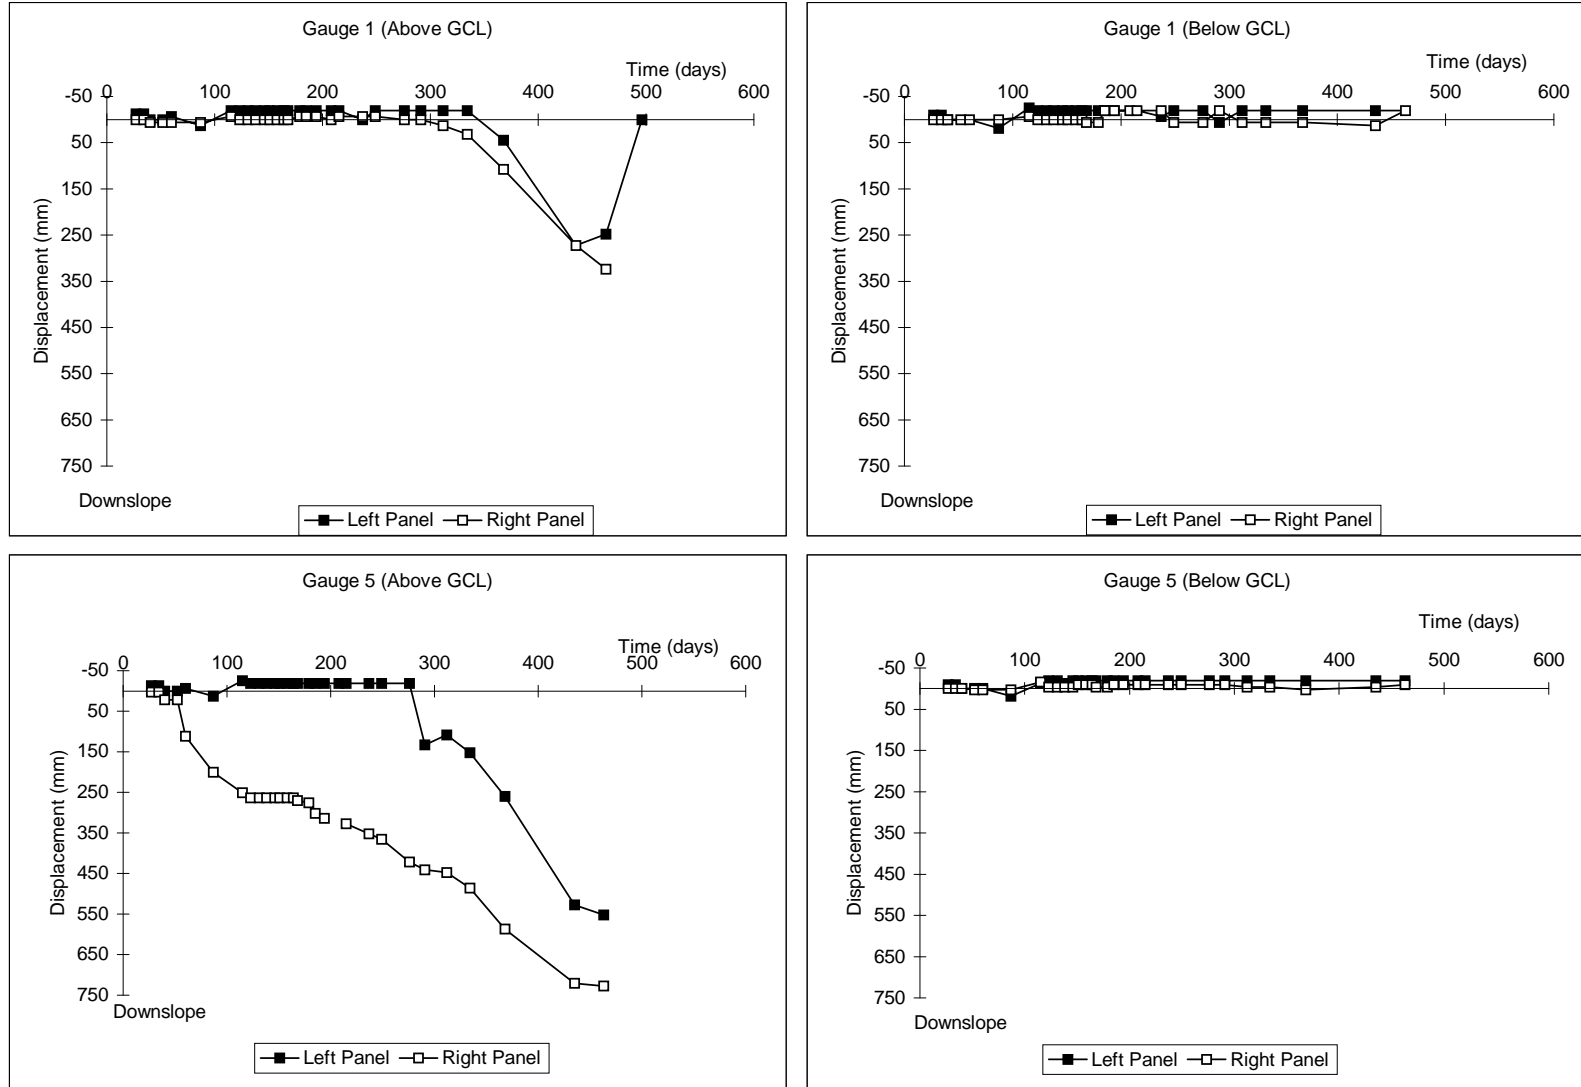 Gauge 1 (Above GCL)
Time (days)
0 100 200 300 400 500 600
-50
50
150
250
350
450
550
650
750
Displacement (mm)
Downslope
Left Panel Right Panel
Gauge 1 (Below GCL)
Time (days)
0 100 200 300 400 500 600
-50
50
150
250
350
450
550
650
750
Displacement (mm)
Downslope
Left Panel Right Panel
Gauge 5 (Above GCL)
Time (days)
0 100 200 300 400 500 600
-50
50
150
250
350
450
550
650
750
Displacement (mm)
Downslope
Left Panel Right Panel
Gauge 5 (Below GCL)
Time (days)
0 100 200 300 400 500 600
-50
50
150
250
350
450
550
650
750
Displacement (mm)
Downslope
Left Panel Right Panel